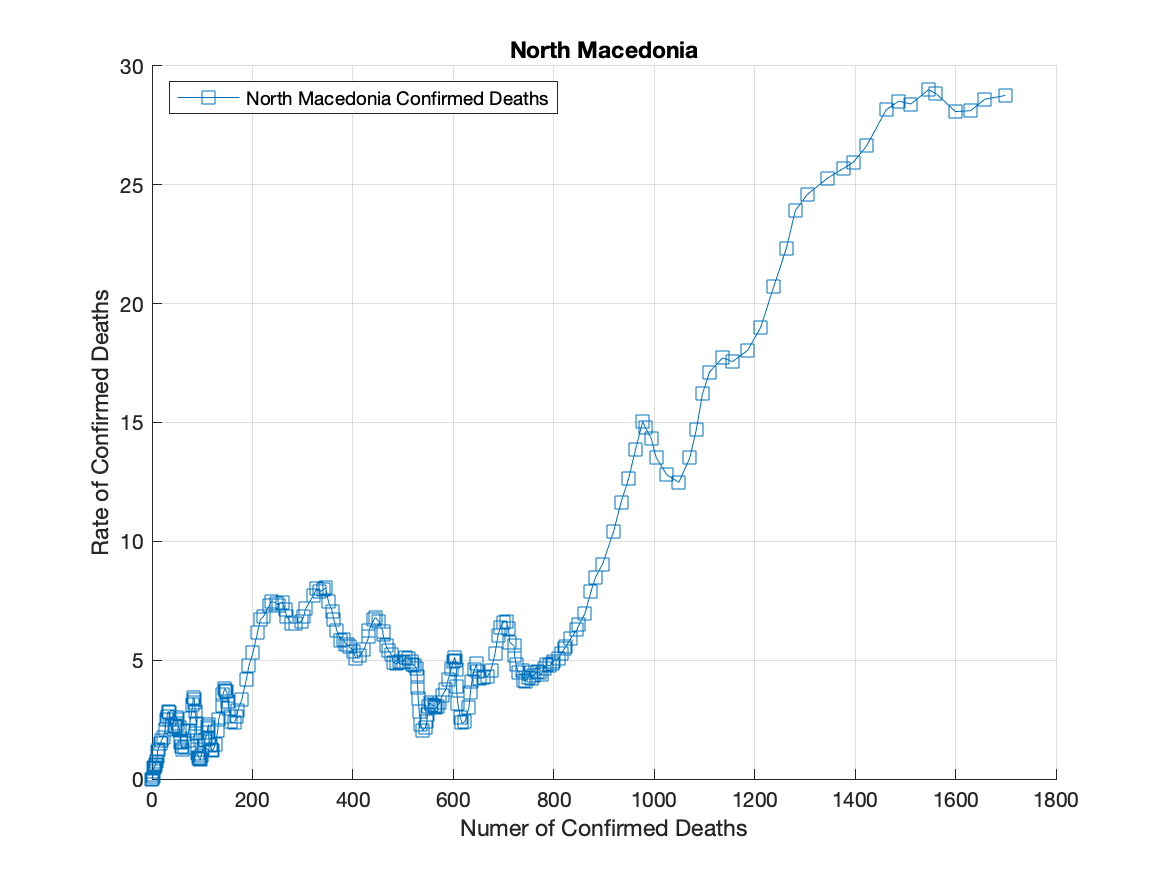 North Macedonia
North Macedonia Confirmed Deaths
30
25
20
15
10
5
0
Rate of Confirmed Deaths
0 200 400 600 800 1000 1200 1400 1600 1800
Numer of Confirmed Deaths